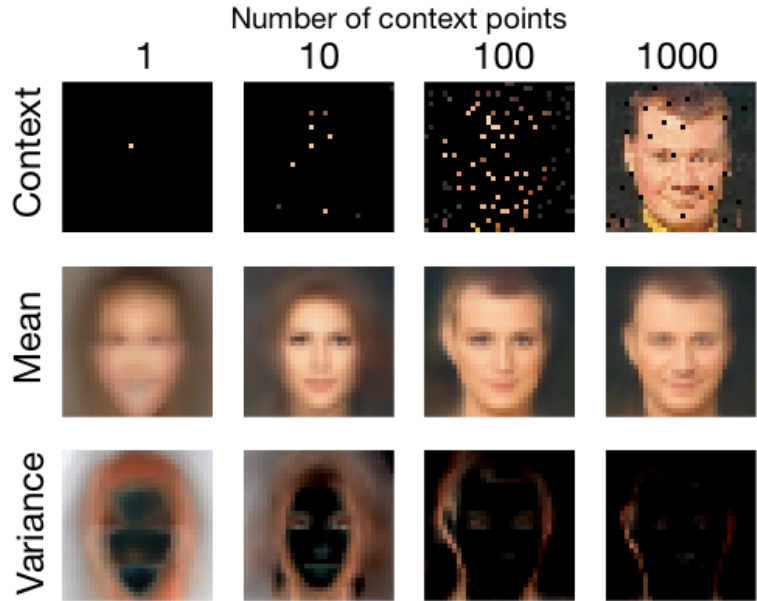 Number of context points
1 10 100 1000
Context
Mean
Variance